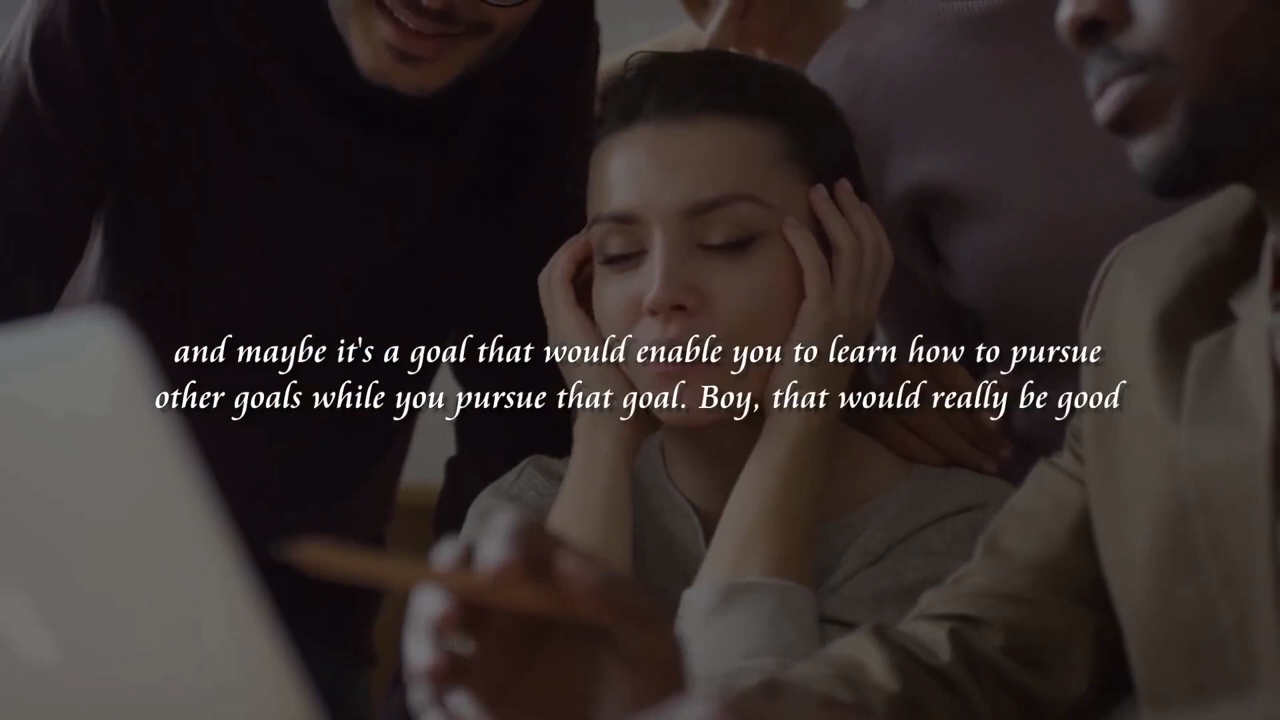 and maybe it's a goal that would enable you to learn how to pursue
other goals while you pursue that goal. Boy, that would really be good